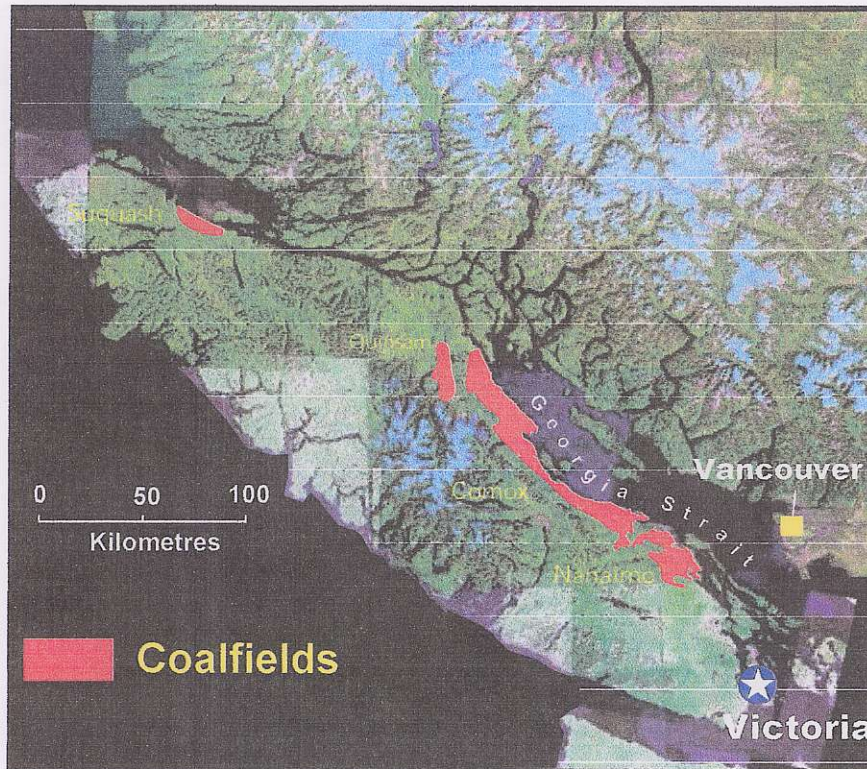 Suquash
Quinsam
Georgia Strait
Vancouver
Comox
0 50 100
Kilometres
Nanaimo
Coalfields
Victoria